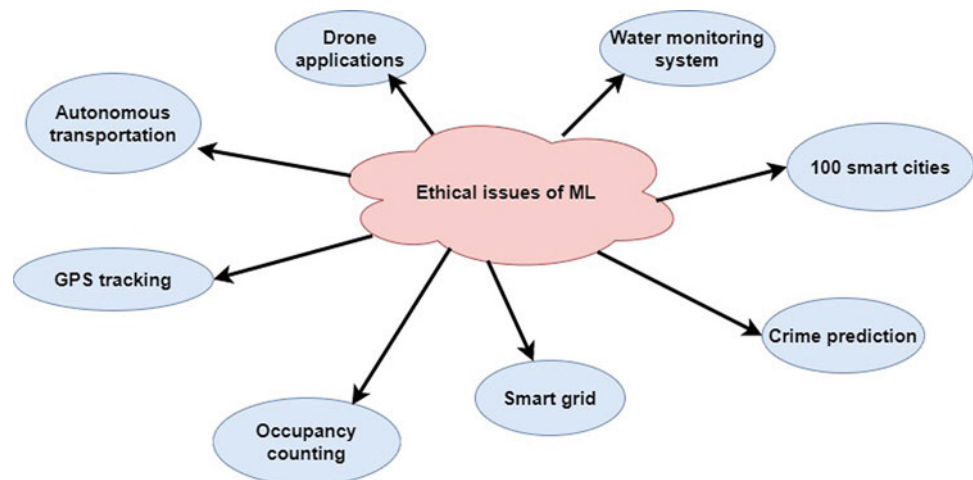 Drone
applications
Water monitoring
system
Autonomous
transportation
100 smart cities
Ethical issues of ML
GPS tracking
Crime prediction
Smart grid
Occupancy
counting